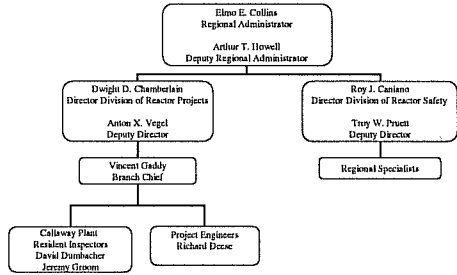 Elmo E. Collins
Regional Administrator
Arthur T. Howell
Deputy Regional Administrator
Dwight D. Chamberlain
Director Division of Reactor Projects
Anton X. Vegel
Deputy Director
Roy J. Caniano
Director Division of Reactor Safety
Troy W. Pruett
Deputy Director
Vincent Gaddy
Branch Chief
Regional Specialists
Callaway Plant
Resident Inspectors
David Dumbacher
Jeremy Groom
Project Engineers
Richard Deese